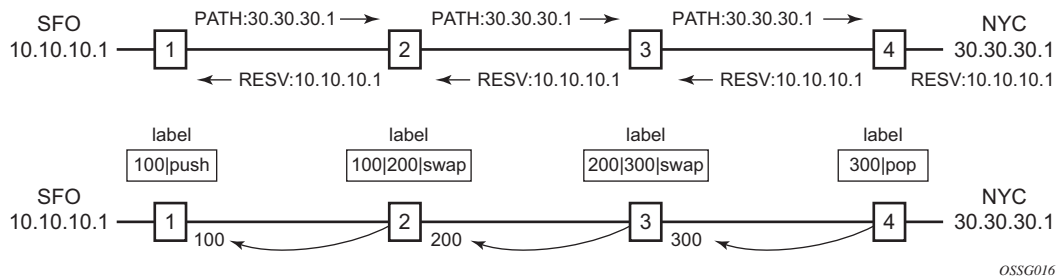 PATH:30.30.30.1 PATH:30.30.30.1 PATH:30.30.30.1
SFO NYC
10.10.10.1 1 2 3 4 30.30.30.1
RESV:10.10.10.1 RESV:10.10.10.1 RESV:10.10.10.1 RESV:10.10.10.1
label label label label
100|push 100|200|swap 200|300|swap 300|pop
SFO NYC
10.10.10.1 1 2 3 4 30.30.30.1
100 200 300
OSSG016